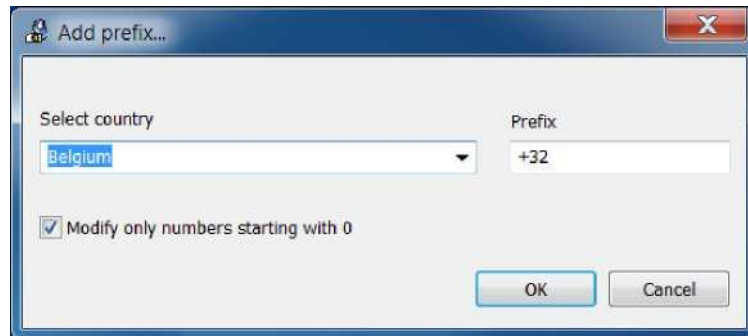 Add prefix...
Select country
Prefix
Belgium
+32
Modify only numbers starting with 0
OK
Cancel